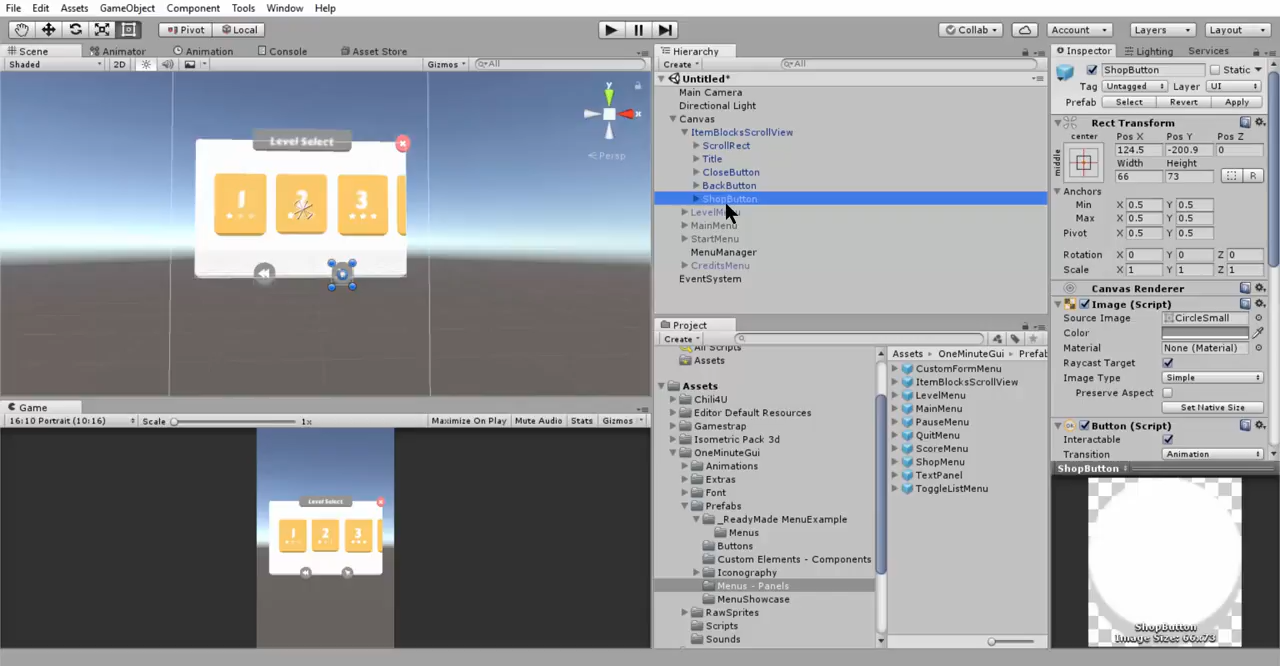 File Edit Assets GameObject Component Tools Window Help
Pivot Local Collab Account Layers Layout
Scene Animator Animation Console Asset Store
Shaded 2D Gizmos All
Level Select
1 2 3
y x
Persp
Game
16:10 Portrait (10:16) Scale 1x Maximize On Play Mute Audio Stats Gizmos
Level Select
1 2 3
Hierarchy
Create All
Untitled*
Main Camera
Directional Light
Canvas
ItemBlocksScrollView
ScrollRect
Title
CloseButton
BackButton
ShopButton
MainMenu
StartMenu
MenuManager
CreditsMenu
EventSystem
Project
Create
All Scripts
Assets
Assets
Chili4U
Editor Default Resources
Gamestrap
Isometric Pack 3d
OneMinuteGui
Animations
Extras
Font
Prefabs
_ReadyMade MenuExample
Menus
Buttons
Custom Elements - Components
Iconography
Menus - Panels
MenuShowcase
RawSprites
Scripts
Sounds
Assets OneMinuteGui Prefab
CustomFormMenu
ItemBlocksScrollView
LevelMenu
MainMenu
PauseMenu
QuitMenu
ScoreMenu
ShopMenu
TextPanel
ToggleListMenu
Inspector Lighting Services
ShopButton Static
Tag Untagged Layer UI
Prefab Select Revert Apply
Rect Transform
center Pos X Pos Y Pos Z
middle 124.5 -200.9 0
Width Height
66 73 R
Anchors
Min X 0.5 Y 0.5
Max X 0.5 Y 0.5
Pivot X 0.5 Y 0.5
Rotation X 0 Y 0 Z 0
Scale X 1 Y 1 Z 1
Canvas Renderer
Image (Script)
Source Image CircleSmall
Color
Material None (Material)
Raycast Target
Image Type Simple
Preserve Aspect
Set Native Size
Button (Script)
Interactable
Transition Animation
ShopButton
ShopButton
Image Size: 66x73